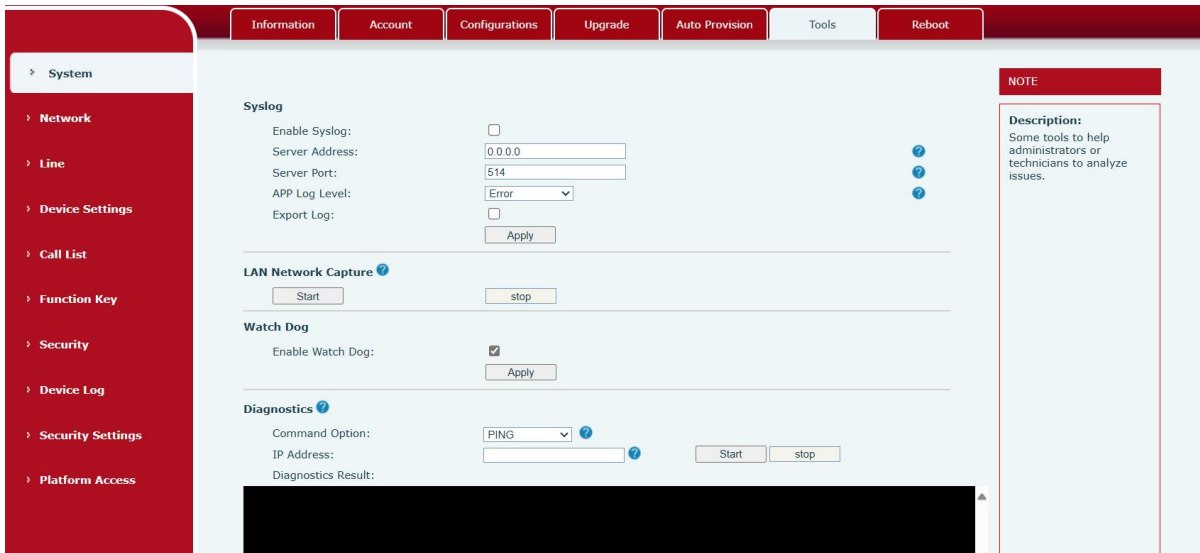 Information Account Configurations Upgrade Auto Provision Tools Reboot
System
Network
Line
Device Settings
Call List
Function Key
Security
Device Log
Security Settings
Platform Access
Syslog
Enable Syslog:
Server Address: 0.0.0.0
Server Port: 514
APP Log Level: Error
Export Log:
Apply
LAN Network Capture
Start stop
Watch Dog
Enable Watch Dog:
Apply
Diagnostics
Command Option: PING
IP Address: Start stop
Diagnostics Result:
NOTE
Description:
Some tools to help
administrators or
technicians to analyze
issues.